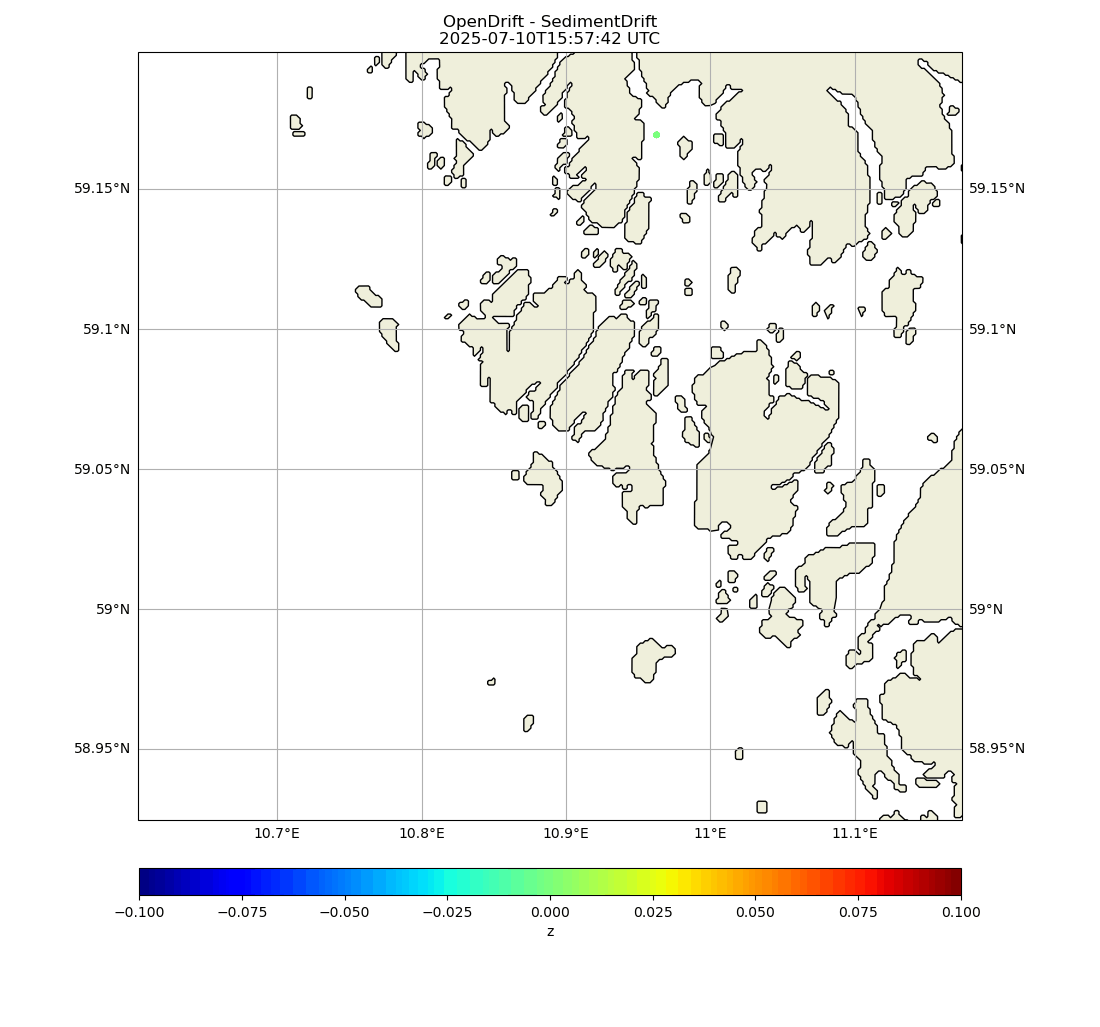 OpenDrift - SedimentDrift
2025-07-10T15:57:42 UTC
59.15°N 59.15°N
59.1°N 59.1°N
59.05°N 59.05°N
59°N 59°N
58.95°N 58.95°N
10.7°E 10.8°E 10.9°E 11°E 11.1°E
−0.100 −0.075 −0.050 −0.025 0.000 0.025 0.050 0.075 0.100
z